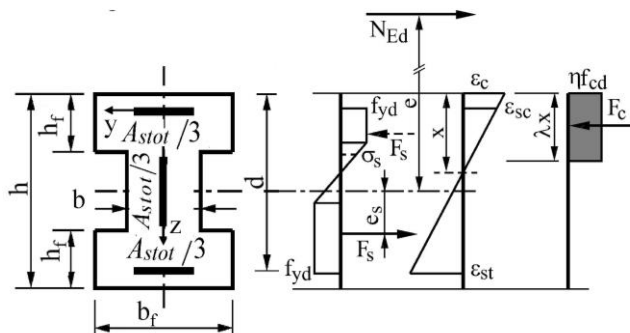 N_Ed
e
ε_c
ηf_cd
h_f
y
A_stot/3
f_yd
F_s
σ_s
x
ε_sc
λx
F_c
h
b
A_stot/3
z
d
e_s
h_f
A_stot/3
f_yd
F_s
ε_st
b_f